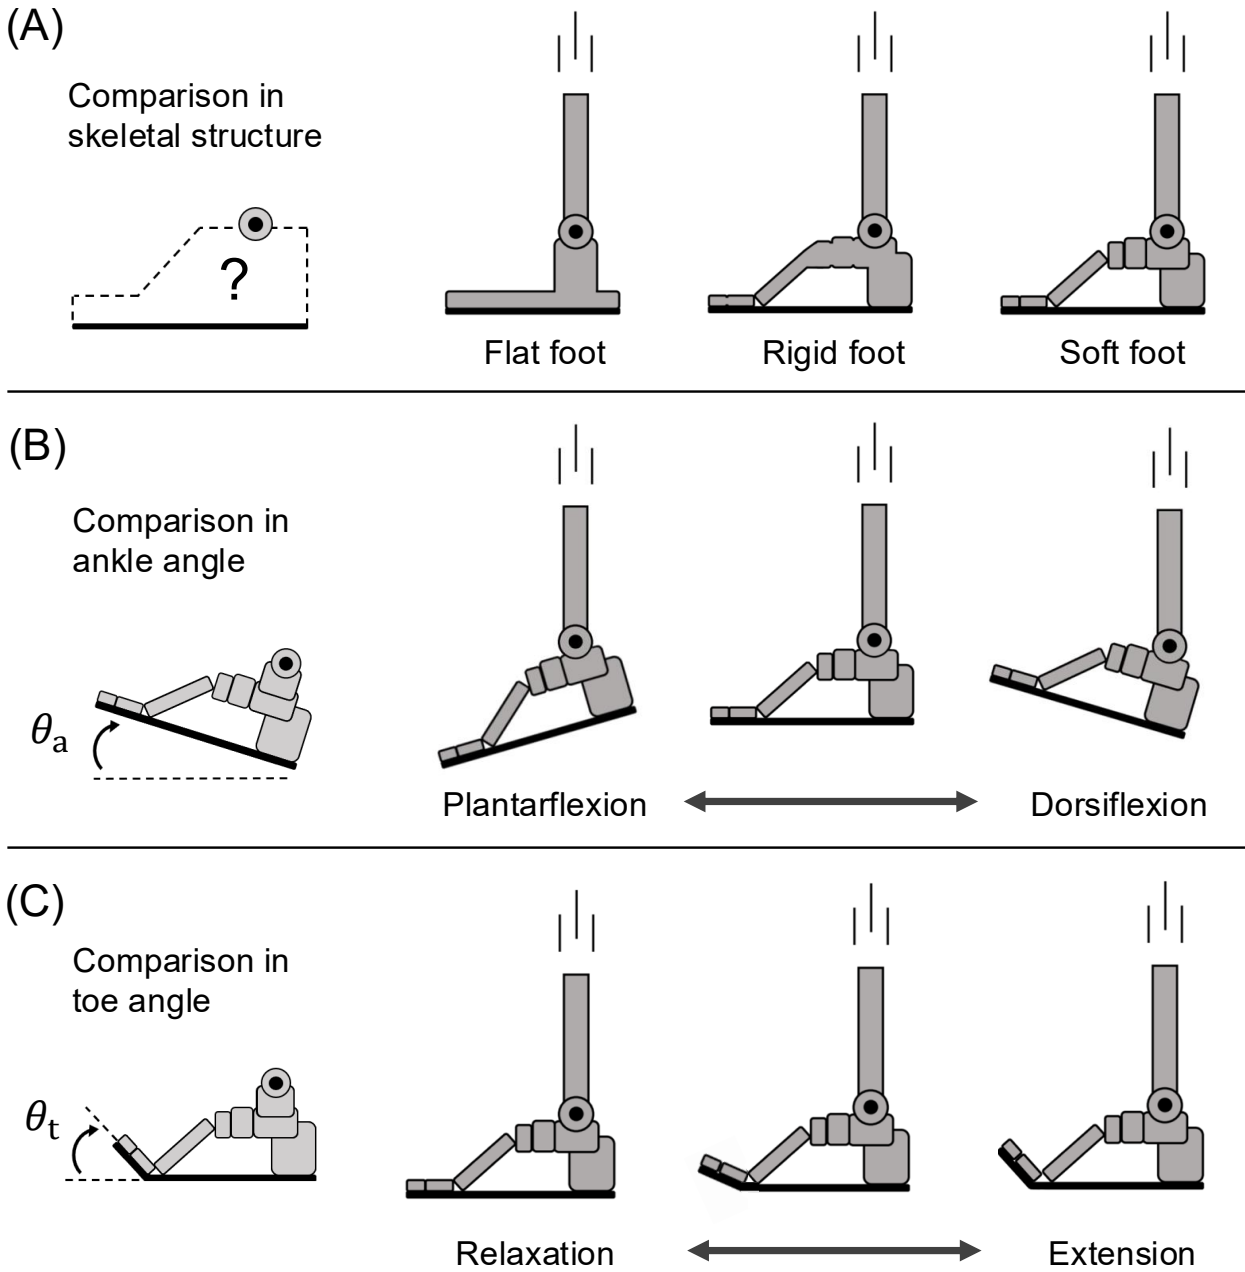 (A)
Comparison in
skeletal structure
?
Flat foot
Rigid foot
Soft foot
(B)
Comparison in
ankle angle
θa
Plantarflexion
Dorsiflexion
(C)
Comparison in
toe angle
θt
Relaxation
Extension